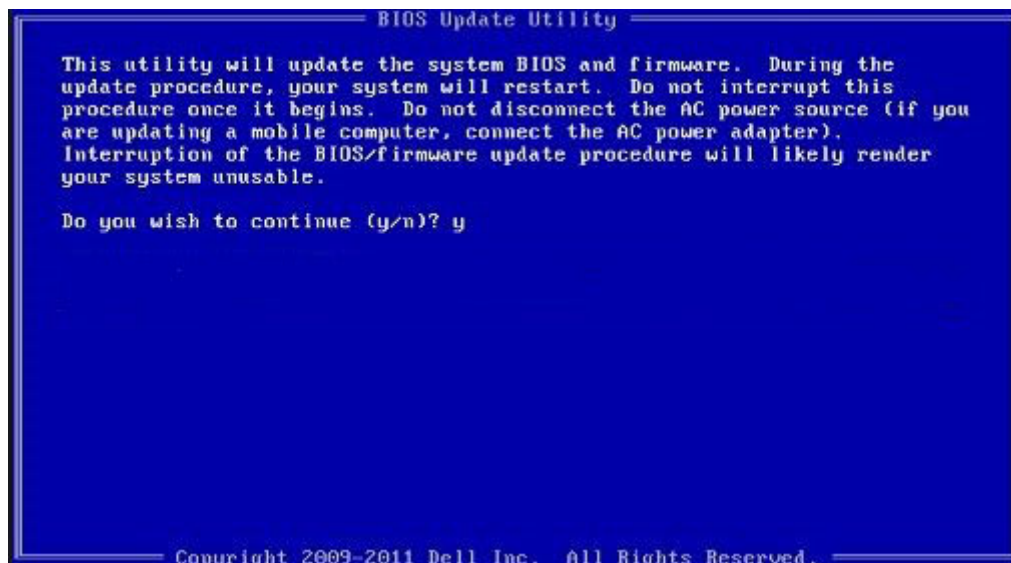 BIOS Update Utility
This utility will update the system BIOS and firmware. During the
update procedure, your system will restart. Do not interrupt this
procedure once it begins. Do not disconnect the AC power source (if you
are updating a mobile computer, connect the AC power adapter).
Interruption of the BIOS/firmware update procedure will likely render
your system unusable.
Do you wish to continue (y/n)? y
Copyright 2009-2011 Dell Inc. All Rights Reserved.